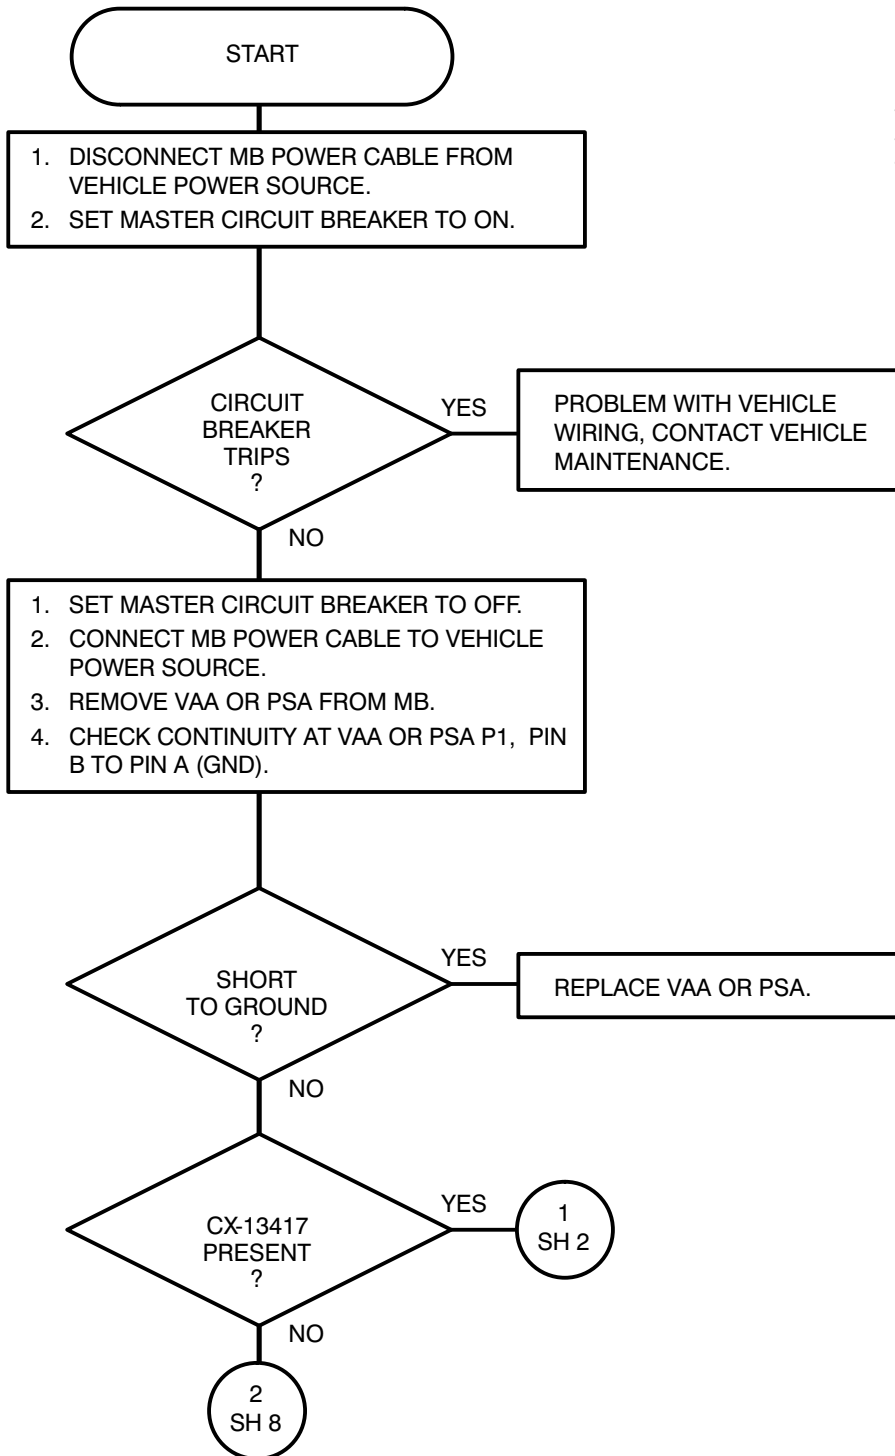 START
1. DISCONNECT MB POWER CABLE FROM
VEHICLE POWER SOURCE.
2. SET MASTER CIRCUIT BREAKER TO ON.
CIRCUIT
BREAKER
TRIPS
?
YES
PROBLEM WITH VEHICLE
WIRING, CONTACT VEHICLE
MAINTENANCE.
NO
1. SET MASTER CIRCUIT BREAKER TO OFF.
2. CONNECT MB POWER CABLE TO VEHICLE
POWER SOURCE.
3. REMOVE VAA OR PSA FROM MB.
4. CHECK CONTINUITY AT VAA OR PSA P1, PIN
B TO PIN A (GND).
SHORT
TO GROUND
?
YES
REPLACE VAA OR PSA.
NO
CX-13417
PRESENT
?
YES
1
SH 2
NO
2
SH 8